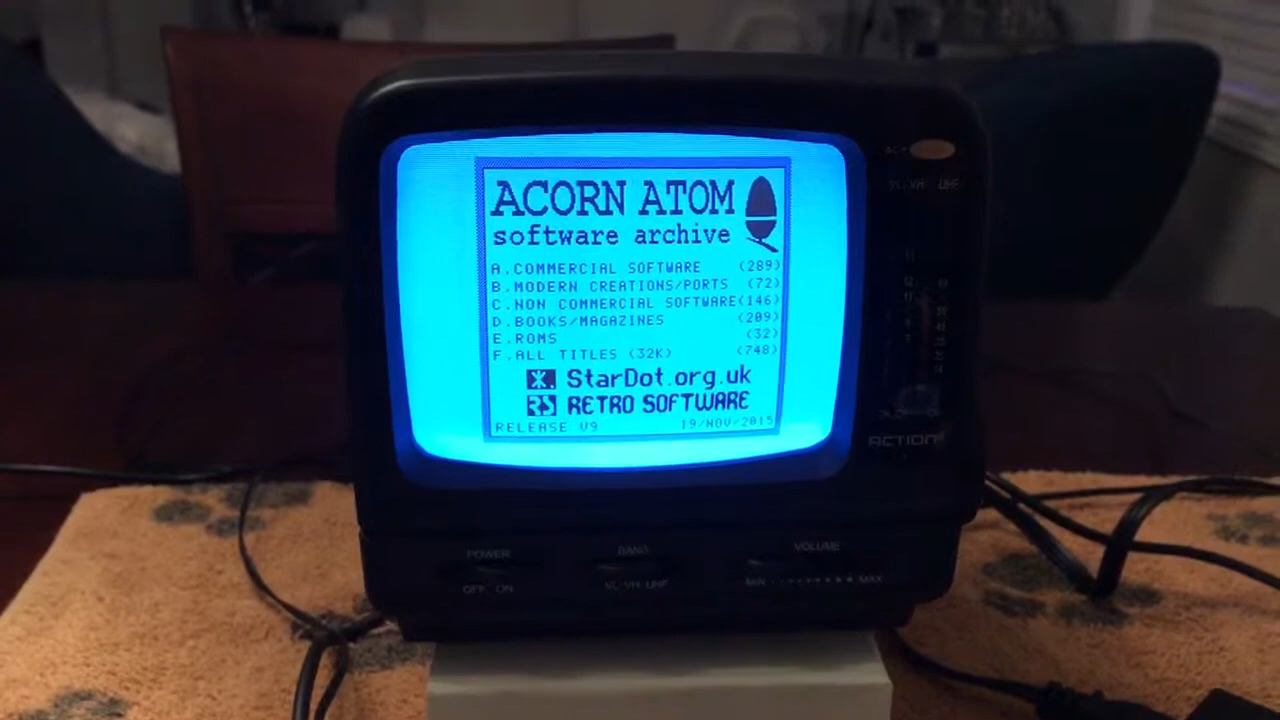 ACORN ATOM
software archive
A.COMMERCIAL SOFTWARE (289)
B.MODERN CREATIONS/PORTS (72)
C.NON COMMERCIAL SOFTWARE(146)
D.BOOKS/MAGAZINES (209)
E.ROMS (32)
F.ALL TITLES (32K) (748)
StarDot.org.uk
RS RETRO SOFTWARE
RELEASE V9 19/NOV/2015
ACTION
POWER BAND VOLUME
OFF ON VL VH UHF MIN MAX